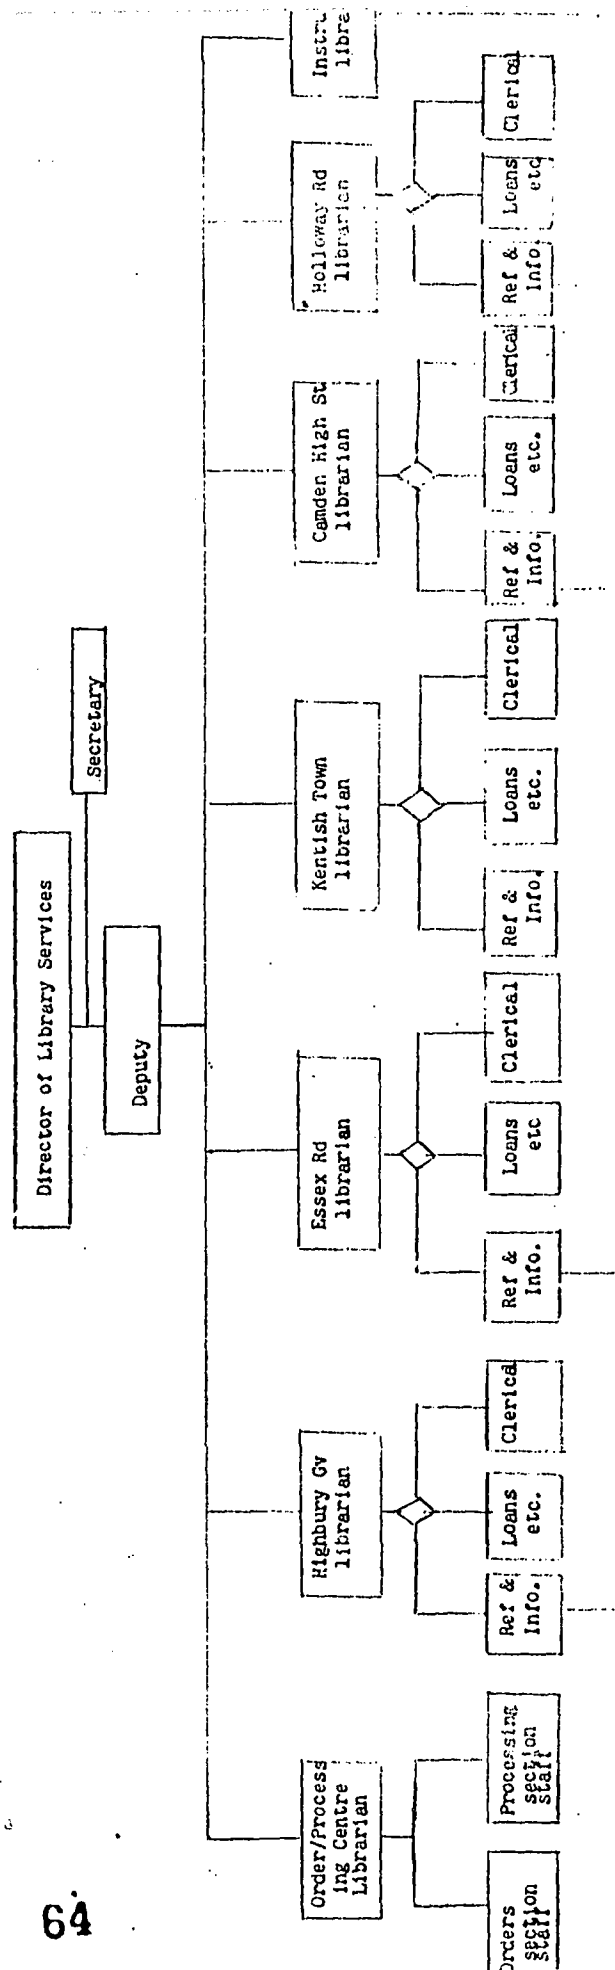 Director of Library Services
Secretary
Deputy
Order/Process
ing Centre
Librarian
Highbury Gv
librarian
Essex Rd
librarian
Kentish Town
librarian
Camden High St
librarian
Holloway Rd
librarian
Instru
libra
Orders
section
staff
Processing
section
staff
Ref &
Info.
Loans
etc.
Clerical
Ref &
Info.
Loans
etc
Clerical
Ref &
Info.
Loans
etc.
Clerical
Ref &
Info.
Loans
etc.
Clerical
Ref &
Info.
Loans
etc
Clerical
64